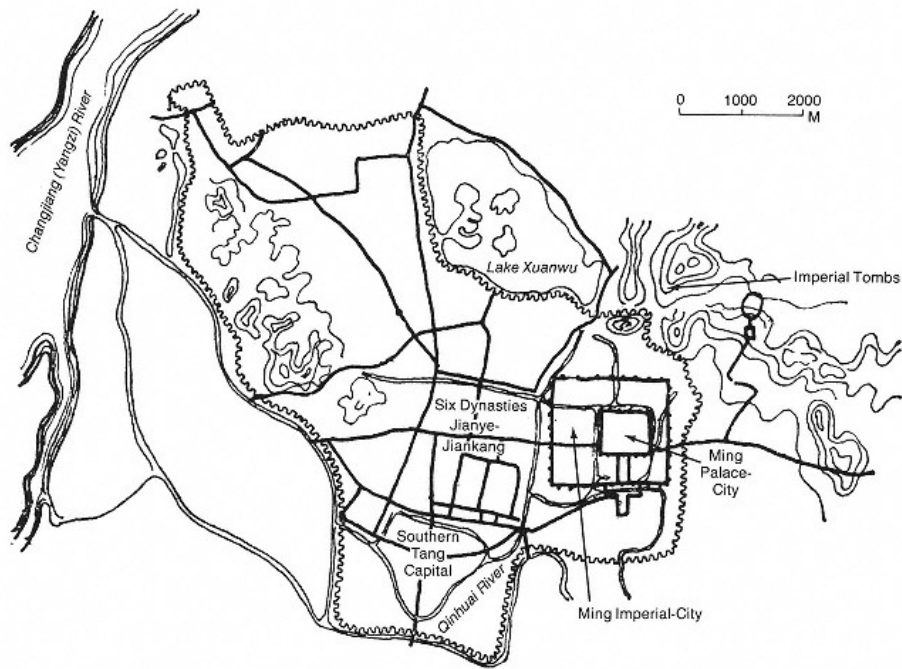 0 1000 2000
M
Changjiang (Yangzi) River
Lake Xuanwu
Imperial Tombs
Six Dynasties
Jianye-
Jiankang
Ming
Palace-
City
Southern
Tang
Capital
Qinhuai River
Ming Imperial-City